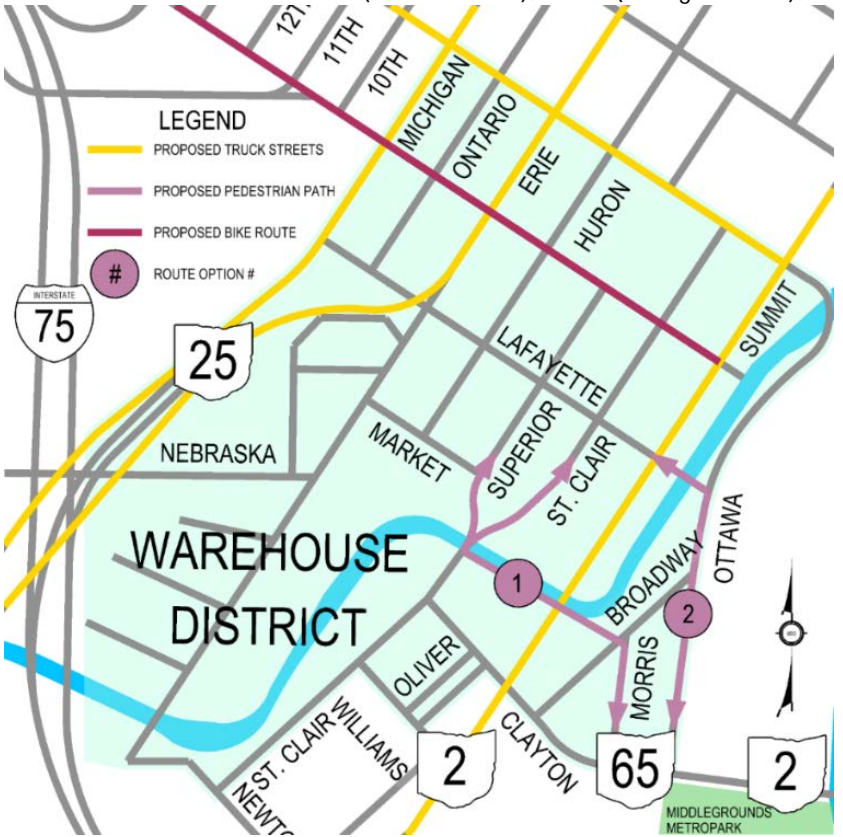 12TH
11TH
10TH
MICHIGAN
ONTARIO
ERIE
HURON
LEGEND
PROPOSED TRUCK STREETS
PROPOSED PEDESTRIAN PATH
PROPOSED BIKE ROUTE
# ROUTE OPTION #
INTERSTATE
75
25
SUMMIT
LAFAYETTE
NEBRASKA
MARKET
SUPERIOR
ST. CLAIR
OTTAWA
WAREHOUSE
DISTRICT
1
BROADWAY
2
OLIVER
MORRIS
WILLIAMS
ST. CLAIR
CLAYTON
2
65
2
MIDDLEGROUNDS
METROPARK